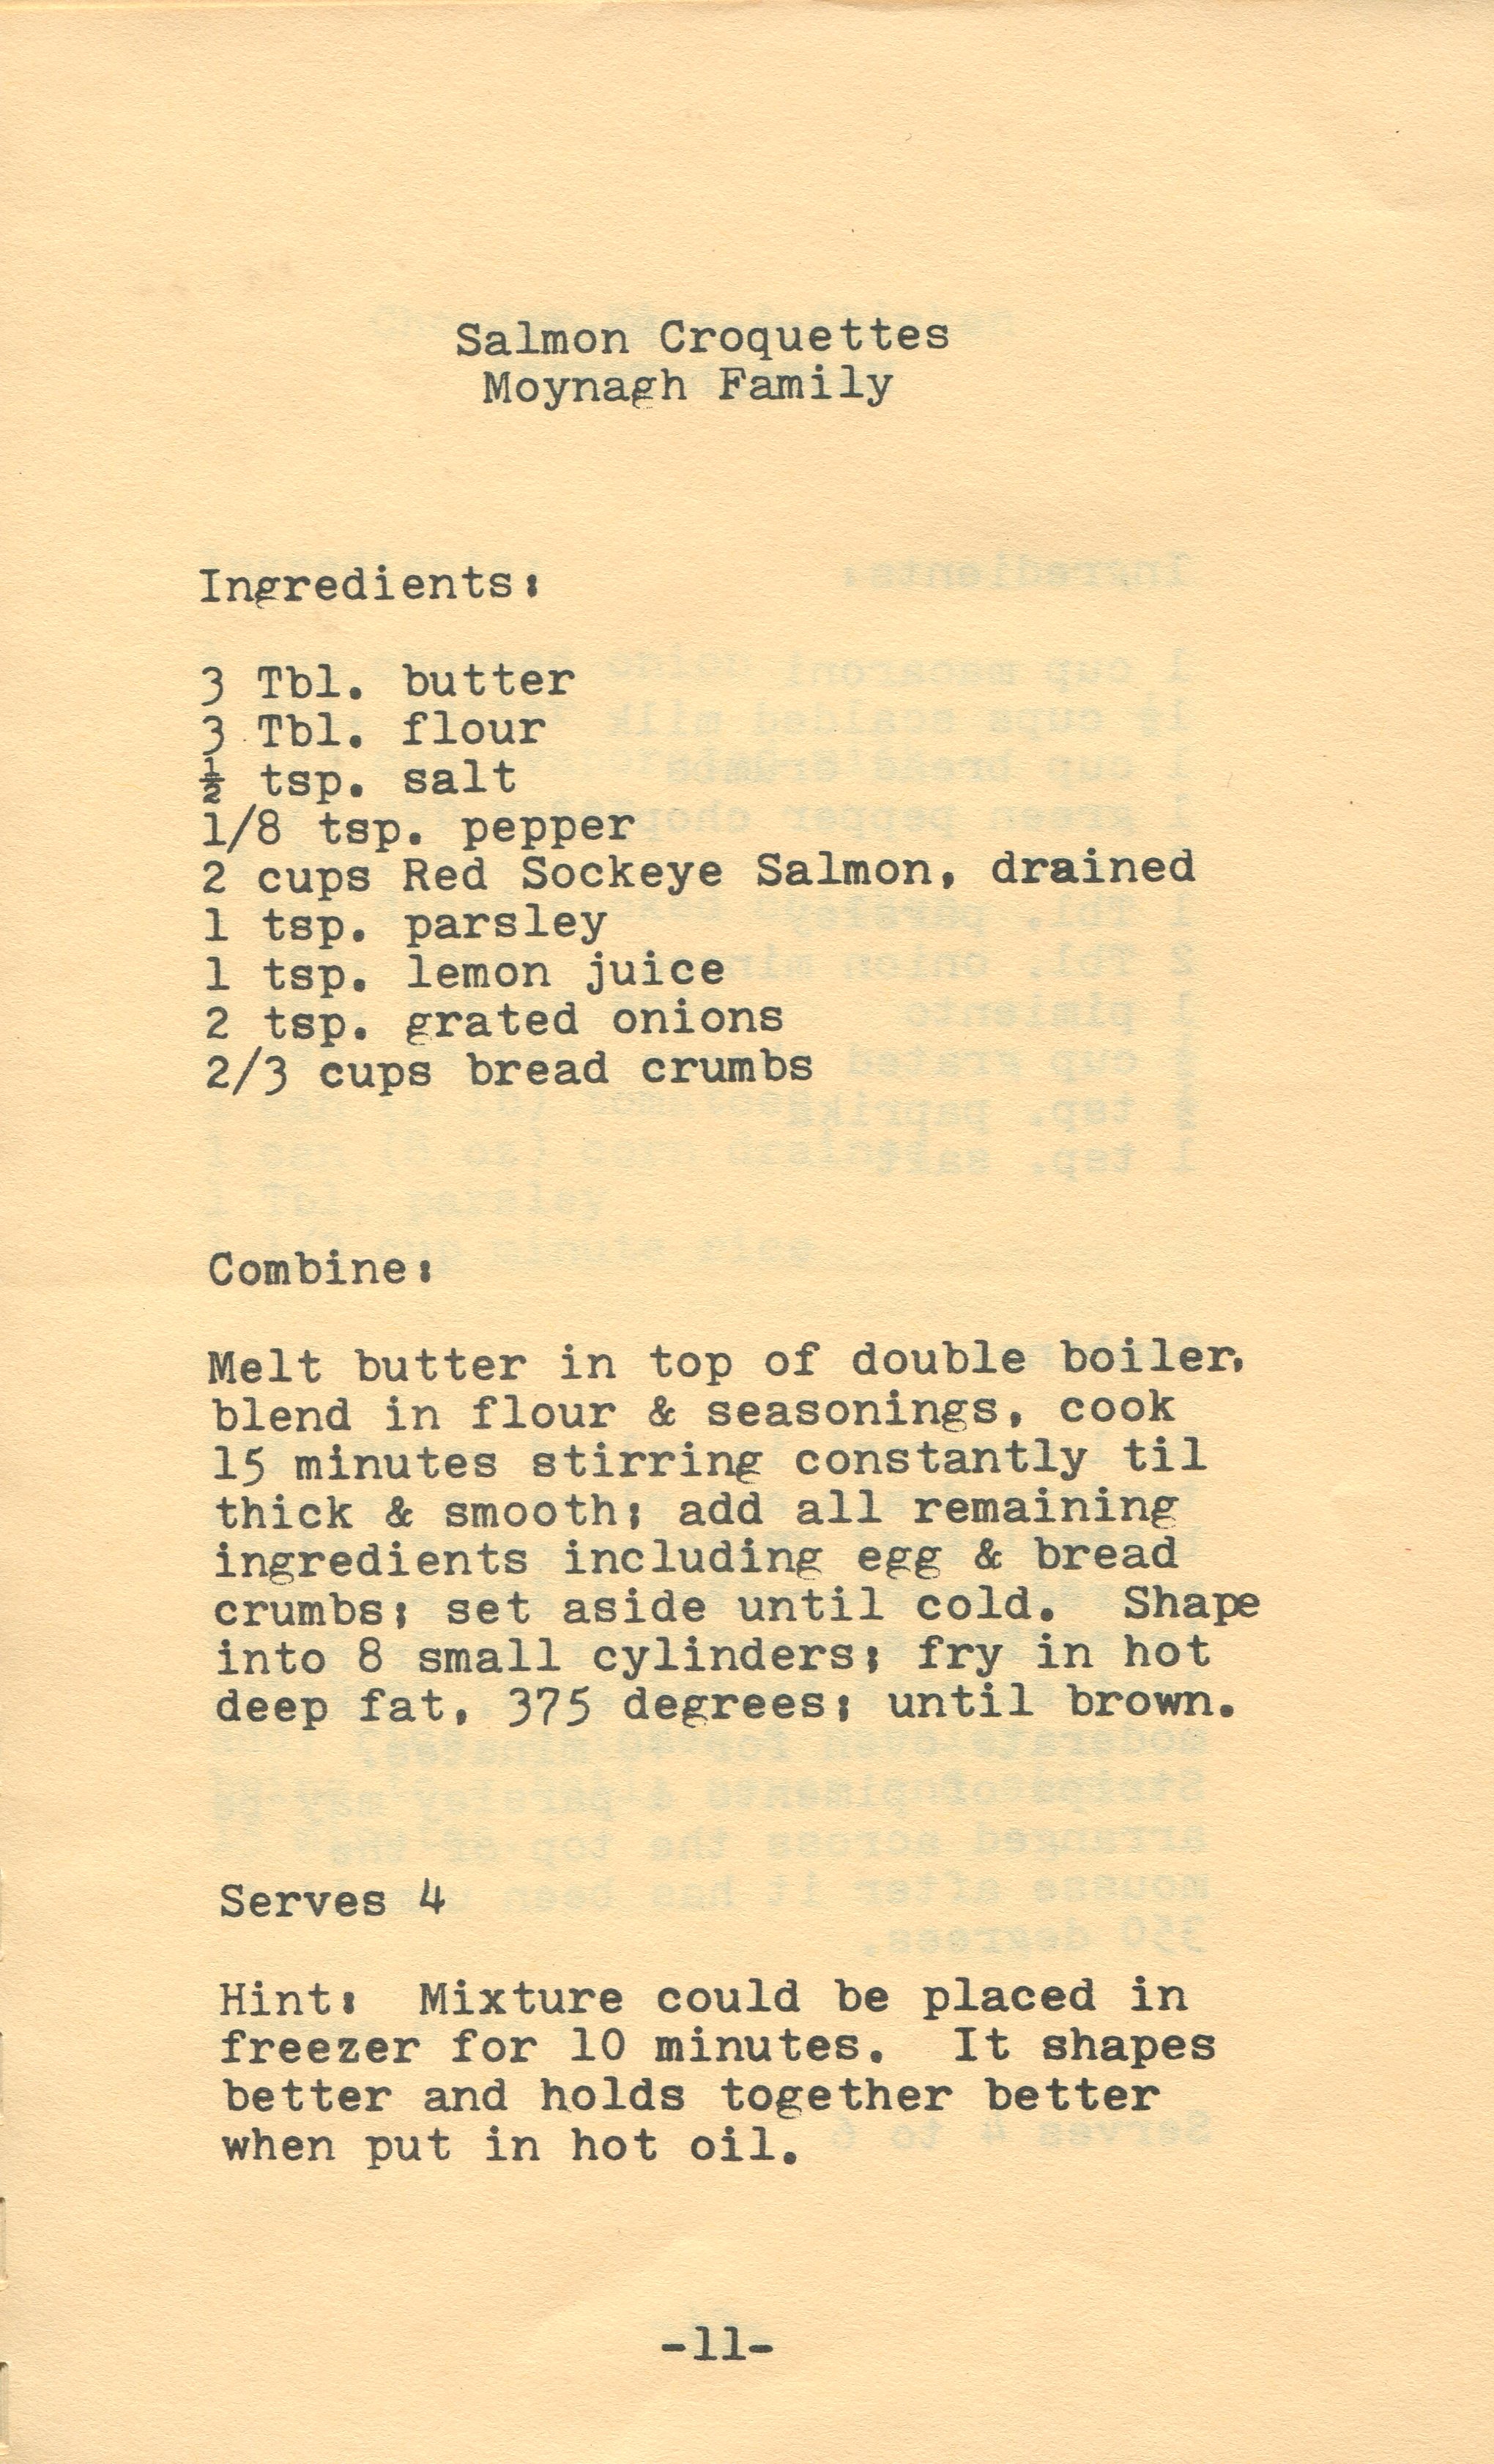 Salmon Croquettes
Moynagh Family
Ingredients:
3 Tbl. butter
3 Tbl. flour
½ tsp. salt
1/8 tsp. pepper
2 cups Red Sockeye Salmon, drained
1 tsp. parsley
1 tsp. lemon juice
2 tsp. grated onions
2/3 cups bread crumbs
Combine:
Melt butter in top of double boiler,
blend in flour & seasonings, cook
15 minutes stirring constantly til
thick & smooth; add all remaining
ingredients including egg & bread
crumbs; set aside until cold.  Shape
into 8 small cylinders; fry in hot
deep fat, 375 degrees; until brown.
Serves 4
Hint:  Mixture could be placed in
freezer for 10 minutes.  It shapes
better and holds together better
when put in hot oil.
-11-